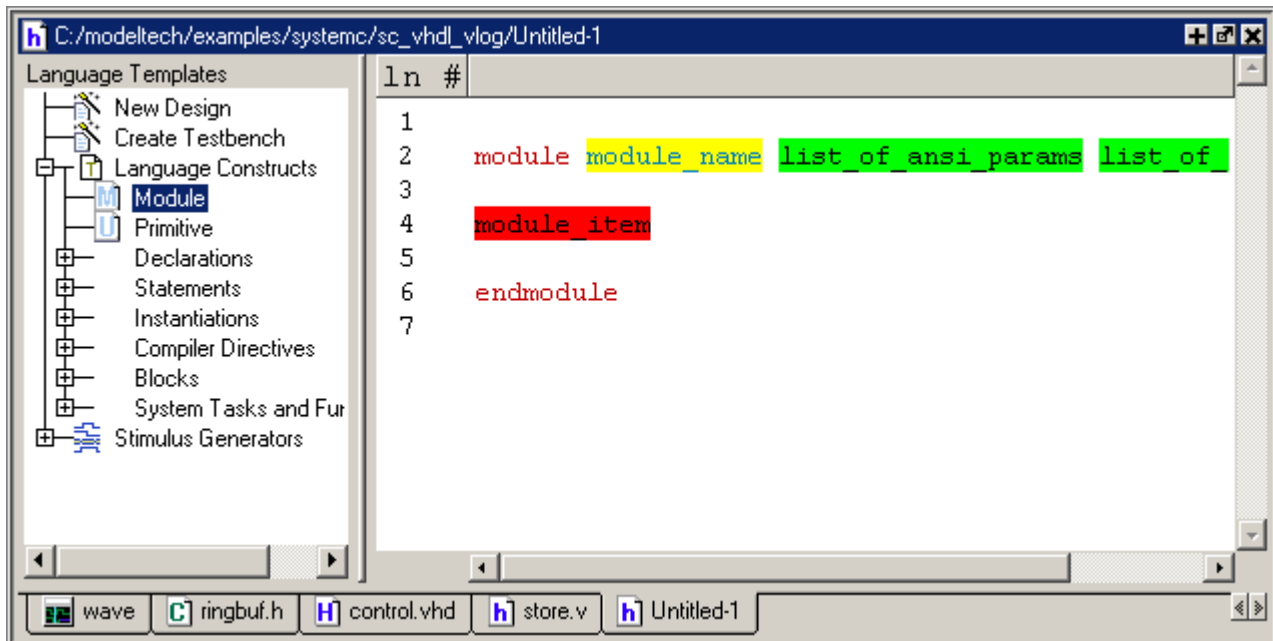 C:/modeltech/examples/systemc/sc_vhdl_vlog/Untitled-1
Language Templates
New Design
Create Testbench
Language Constructs
Module
Primitive
Declarations
Statements
Instantiations
Compiler Directives
Blocks
System Tasks and Fur
Stimulus Generators
ln #
1
2 module module_name list_of_ansi_params list_of_
3
4 module_item
5
6 endmodule
7
wave ringbuf.h control.vhd store.v Untitled-1